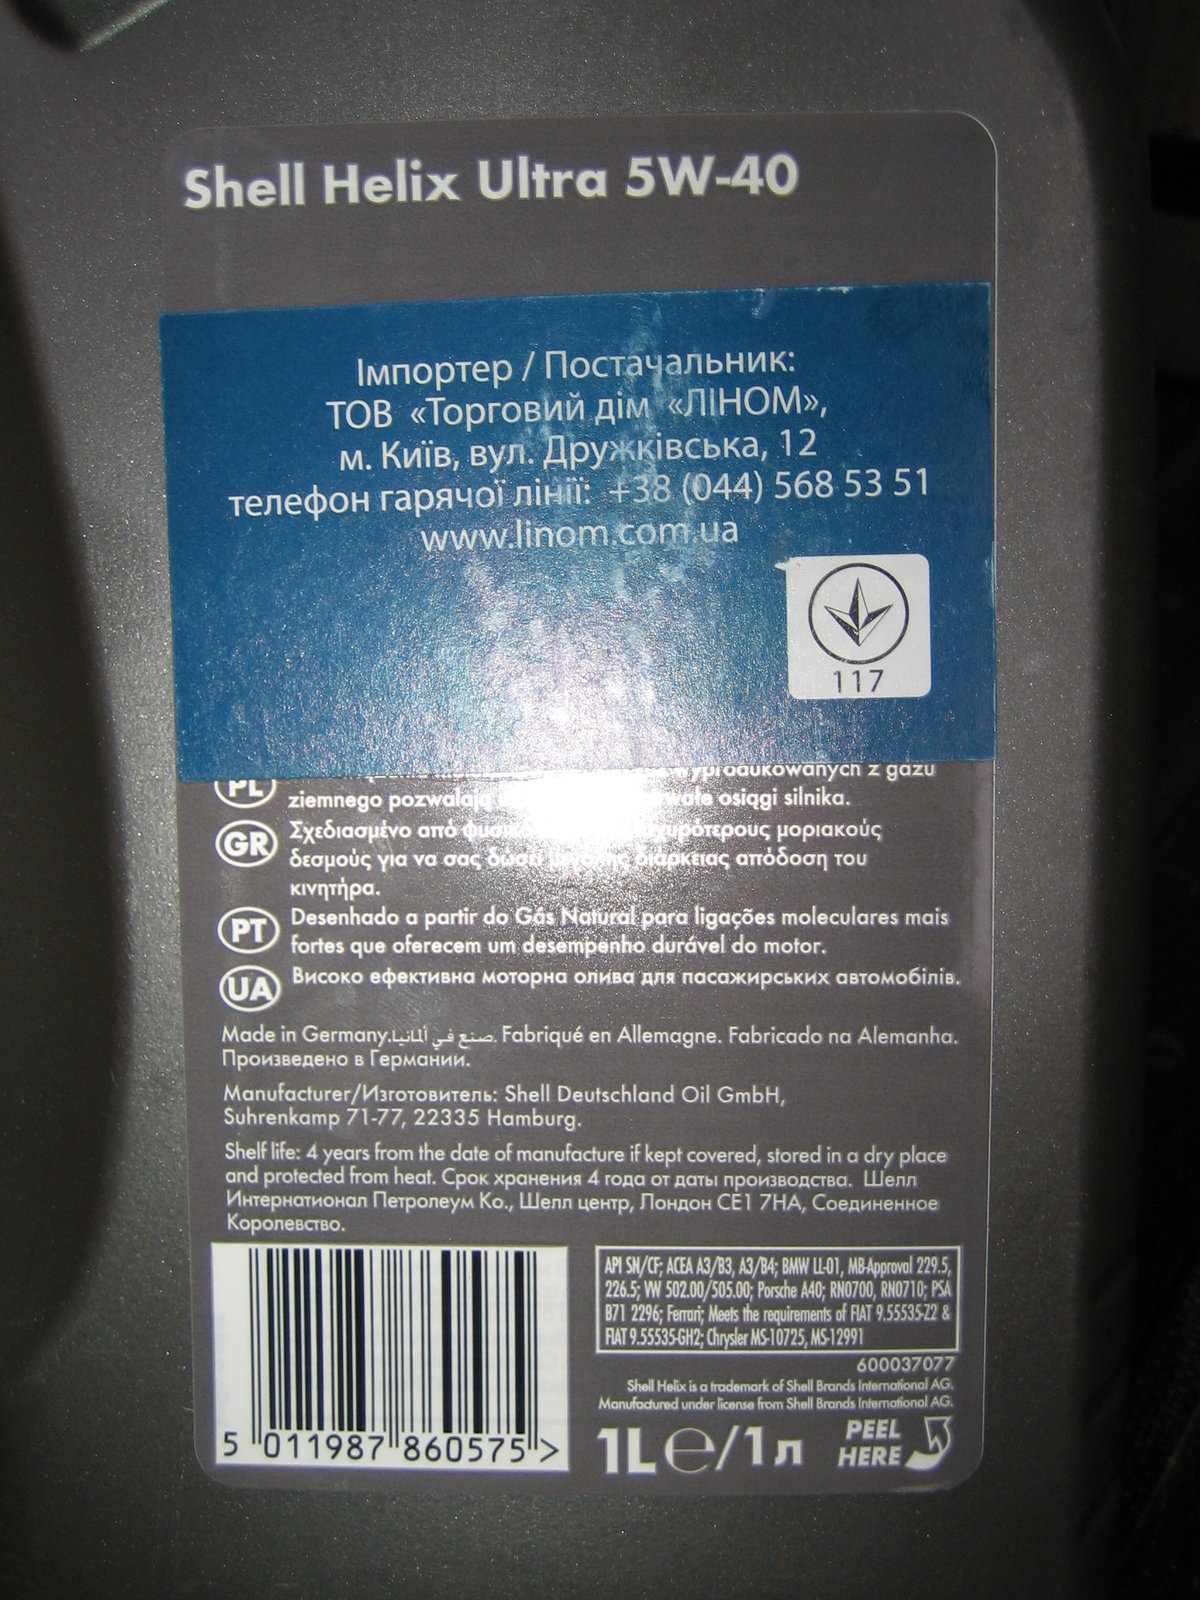 Shell Helix Ultra 5W-40
Імпортер / Постачальник:
ТОВ «Торговий дім «ЛІНОМ»,
м. Київ, вул. Дружківська, 12
телефон гарячої лінії: +38 (044) 568 53 51
www.linom.com.ua
117
PL wyprodukowanych z gazu
ziemnego pozwalają osiągi silnika.
GR Σχεδιασμένο από μοριακούς
δεσμούς για να σας δώσει διάρκειας απόδοση του
κινητήρα.
PT Desenhado a partir do Gás Natural para ligações moleculares mais
fortes que oferecem um desempenho durável do motor.
UA Високо ефективна моторна олива для пасажирських автомобілів.
Made in Germany.صنع في ألمانيا. Fabriqué en Allemagne. Fabricado na Alemanha.
Произведено в Германии.
Manufacturer/Изготовитель: Shell Deutschland Oil GmbH,
Suhrenkamp 71-77, 22335 Hamburg.
Shelf life: 4 years from the date of manufacture if kept covered, stored in a dry place
and protected from heat. Срок хранения 4 года от даты производства. Шелл
Интернатионал Петролеум Ко., Шелл центр, Лондон СЕ1 7НА, Соединенное
Королевство.
API SN/CF; ACEA A3/B3, A3/B4; BMW LL-01, MB-Approval 229.5,
226.5; VW 502.00/505.00; Porsche A40; RN0700, RN0710; PSA
B71 2296; Ferrari; Meets the requirements of FIAT 9.55535-Z2 &
FIAT 9.55535-GH2; Chrysler MS-10725, MS-12991
600037077
Shell Helix is a trademark of Shell Brands International AG.
Manufactured under license from Shell Brands International AG.
5 011987 860575 >
1L e/1л
PEEL
HERE